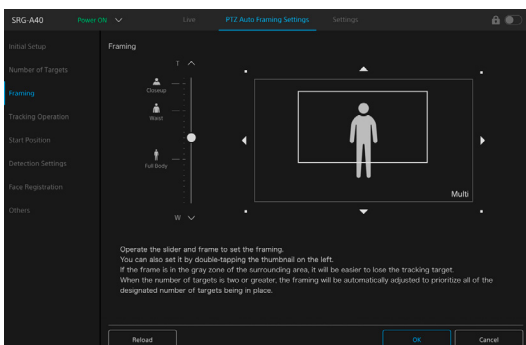 SRG-A40
Power ON
Live
PTZ Auto Framing Settings
Settings
Initial Setup
Number of Targets
Framing
Tracking Operation
Start Position
Detection Settings
Face Registration
Others
Framing
T
Closeup
Waist
Full Body
W
Multi
Operate the slider and frame to set the framing.
You can also set it by double-tapping the thumbnail on the left.
If the frame is in the gray zone of the surrounding area, it will be easier to lose the tracking target.
When the number of targets is two or greater, the framing will be automatically adjusted to prioritize all of the
designated number of targets being in place.
Reload
OK
Cancel